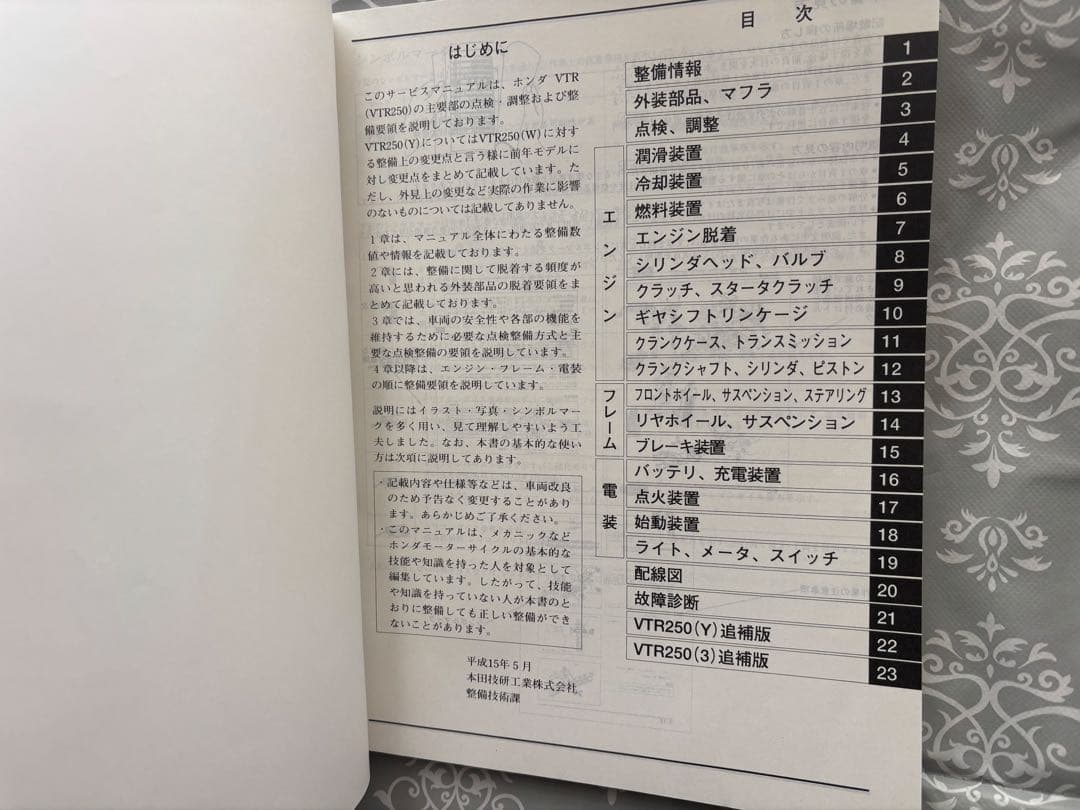 はじめに
このサービスマニュアルは、ホンダ VTR
(VTR250)の主要部の点検・調整および整
備要領を説明しております。
VTR250(Y)についてはVTR250(W)に対す
る整備上の変更点と言う様に前年モデルに
対し変更点をまとめて記載しています。た
だし、外見上の変更など実際の作業に影響
のないものについては記載してありません。
1章は、マニュアル全体にわたる整備数
値や情報を記載しております。
2章には、整備に関して脱着する頻度が
高いと思われる外装部品の脱着要領をま
とめて記載しております。
3章では、車両の安全性や各部の機能を
維持するために必要な点検整備方式と主
要な点検整備の要領を説明しています。
4章以降は、エンジン・フレーム・電装
の順に整備要領を説明しています。
説明にはイラスト・写真・シンボルマー
クを多く用い、見て理解しやすいよう工
夫しました。なお、本書の基本的な使い
方は次項に説明してあります。
・記載内容や仕様等などは、車両改良
のため予告なく変更することがあり
ます。あらかじめご了承ください。
・このマニュアルは、メカニックなど
ホンダモーターサイクルの基本的な
技能や知識を持った人を対象として
編集しています。したがって、技能
や知識を持っていない人が本書のと
おりに整備しても正しい整備ができ
ないことがあります。
平成15年5月
本田技研工業株式会社
整備技術課
目 次
整備情報 1
外装部品、マフラ 2
点検、調整 3
エンジン
潤滑装置 4
冷却装置 5
燃料装置 6
エンジン脱着 7
シリンダヘッド、バルブ 8
クラッチ、スタータクラッチ 9
ギヤシフトリンケージ 10
クランクケース、トランスミッション 11
クランクシャフト、シリンダ、ピストン 12
フレーム
フロントホイール、サスペンション、ステアリング 13
リヤホイール、サスペンション 14
ブレーキ装置 15
電装
バッテリ、充電装置 16
点火装置 17
始動装置 18
ライト、メータ、スイッチ 19
配線図 20
故障診断 21
VTR250(Y)追補版 22
VTR250(3)追補版 23